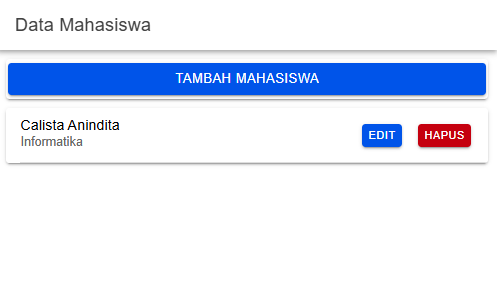 Data Mahasiswa
TAMBAH MAHASISWA
Calista Anindita
Informatika
EDIT
HAPUS